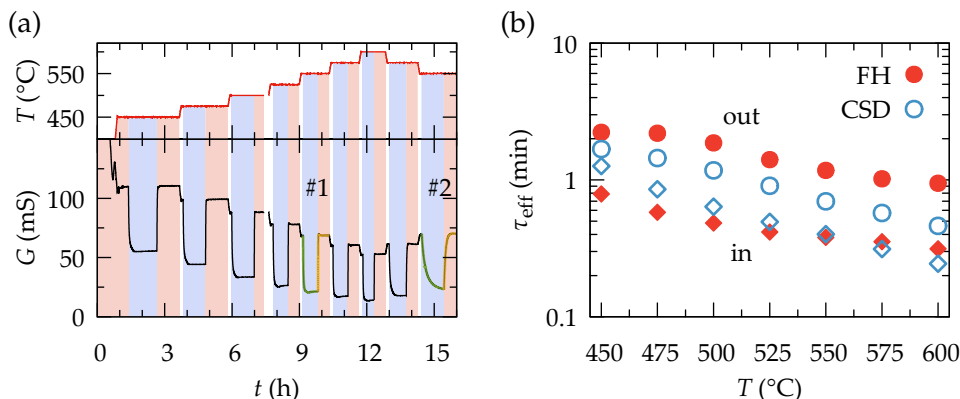 (a)
T (°C)
550
450
G (mS)
100
50
0
#1
#2
0 3 6 9 12 15
t (h)
(b)
τeff (min)
10
1
0.1
FH
CSD
out
in
450 475 500 525 550 575 600
T (°C)